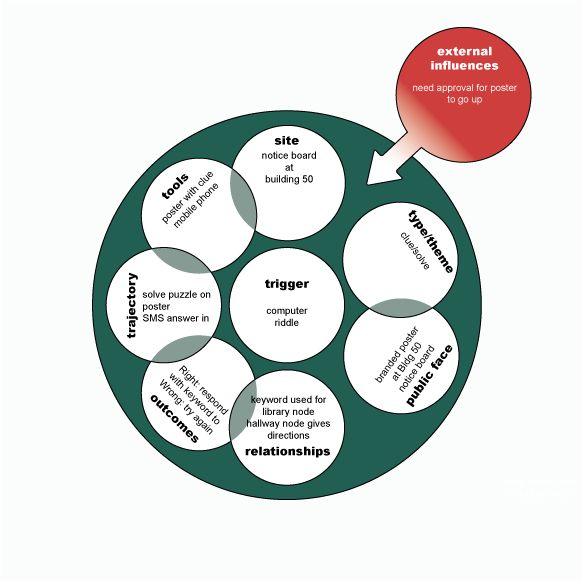 external
influences
need approval for poster
to go up
site
notice board
at
building 50
tools
poster with clue
mobile phone
type/theme
clue/solve
trigger
computer
riddle
trajectory
solve puzzle on
poster
SMS answer in
branded poster
at Bldg 50
notice board
public face
Right: respond
with keyword to
Wrong: try again
outcomes
keyword used for
library node
hallway node gives
directions
relationships